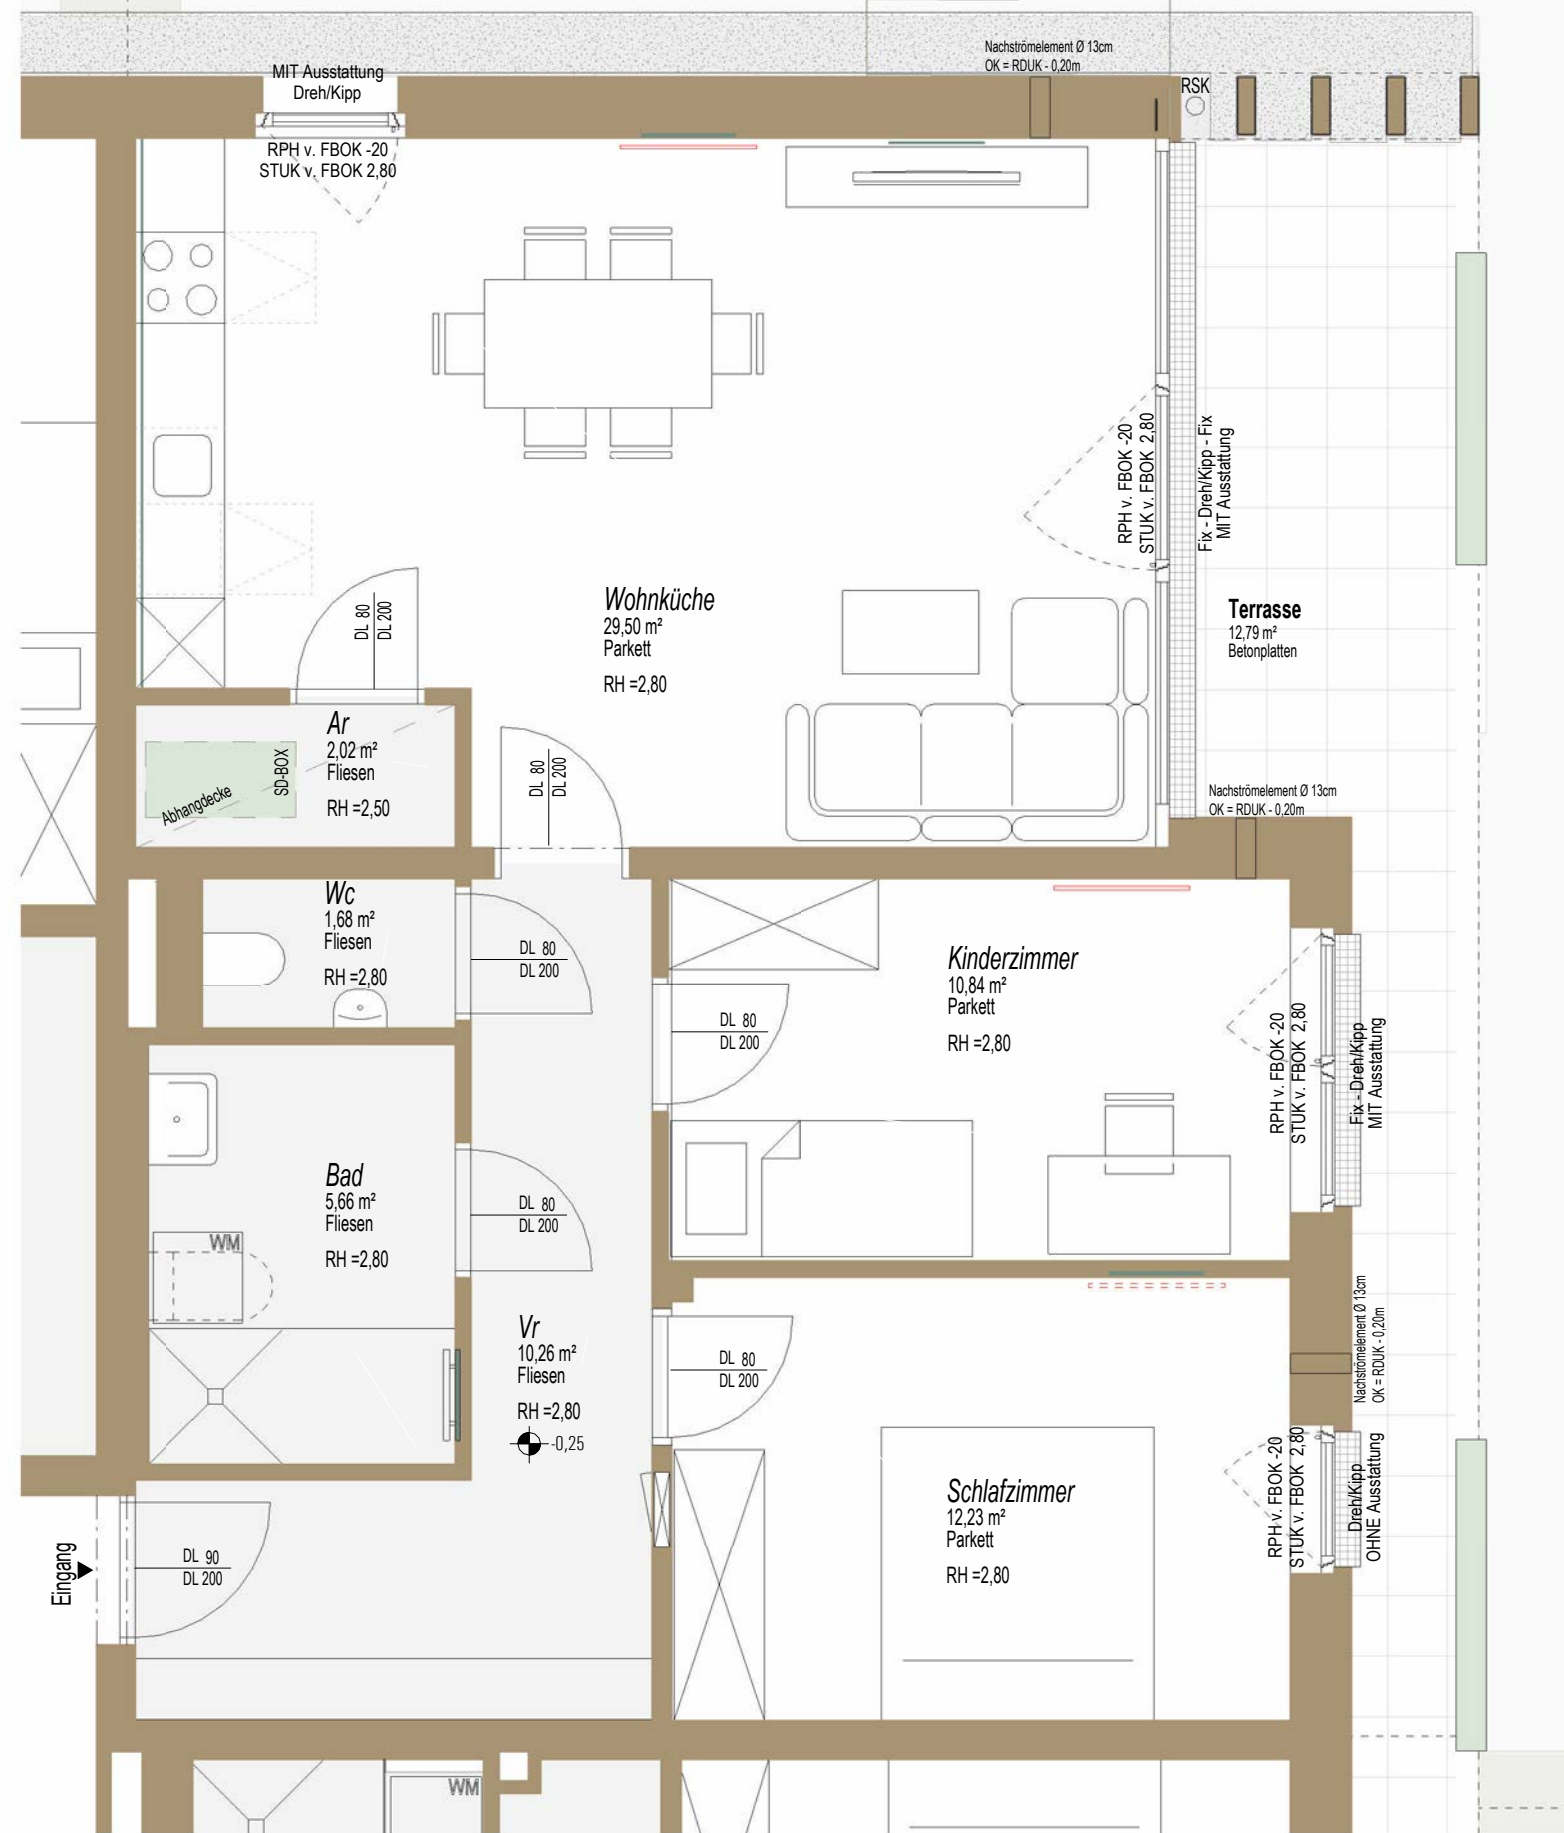 Nachströmelement Ø 13cm
OK = RDUK - 0,20m
MIT Ausstattung
Dreh/Kipp
RSK
RPH v. FBOK -20
STUK v. FBOK 2,80
RPH v. FBOK -20
STUK v. FBOK 2,80
Fix - Dreh/Kipp - Fix
MIT Ausstattung
DL 80
DL 200
Wohnküche
29,50 m²
Parkett
RH =2,80
Terrasse
12,79 m²
Betonplatten
Ar
2,02 m²
Fliesen
RH =2,50
SD-BOX
Abhangdecke
DL 80
DL 200
Nachströmelement Ø 13cm
OK = RDUK - 0,20m
Wc
1,68 m²
Fliesen
RH =2,80
DL 80
DL 200
Kinderzimmer
10,84 m²
Parkett
RH =2,80
DL 80
DL 200
RPH v. FBOK -20
STUK v. FBOK 2,80
Fix - Dreh/Kipp
MIT Ausstattung
Bad
5,66 m²
Fliesen
RH =2,80
DL 80
DL 200
WM
Vr
10,26 m²
Fliesen
RH =2,80
-0,25
DL 80
DL 200
Nachströmelement Ø 13cm
OK = RDUK - 0,20m
Schlafzimmer
12,23 m²
Parkett
RH =2,80
RPH v. FBOK -20
STUK v. FBOK 2,80
Dreh/Kipp
OHNE Ausstattung
Eingang
DL 90
DL 200
WM